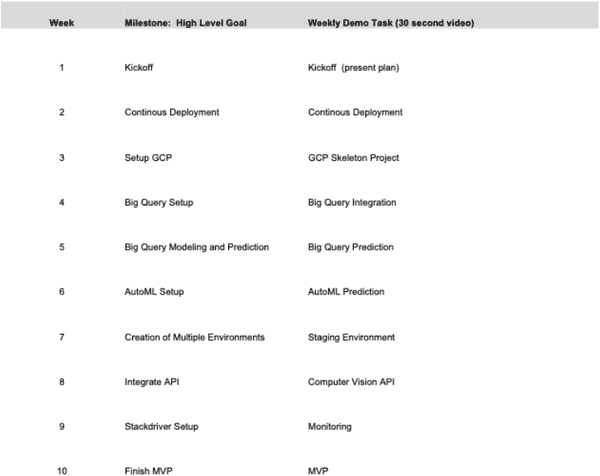 Week Milestone: High Level Goal Weekly Demo Task (30 second video)
1 Kickoff Kickoff (present plan)
2 Continous Deployment Continous Deployment
3 Setup GCP GCP Skeleton Project
4 Big Query Setup Big Query Integration
5 Big Query Modeling and Prediction Big Query Prediction
6 AutoML Setup AutoML Prediction
7 Creation of Multiple Environments Staging Environment
8 Integrate API Computer Vision API
9 Stackdriver Setup Monitoring
10 Finish MVP MVP